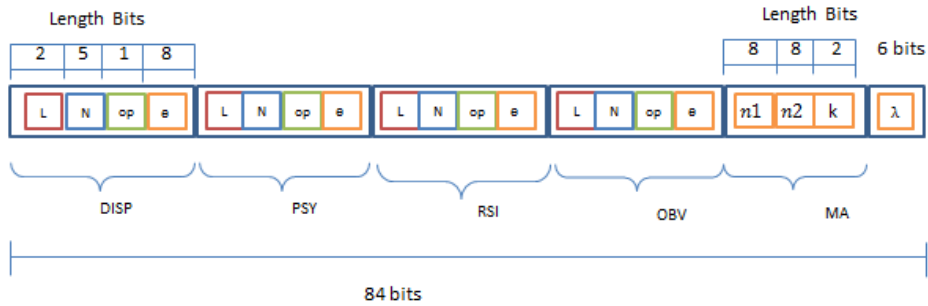 Length Bits
Length Bits
2 5 1 8
8 8 2
6 bits
L N op e L N op e L N op e L N op e n1 n2 k λ
DISP PSY RSI OBV MA
84 bits